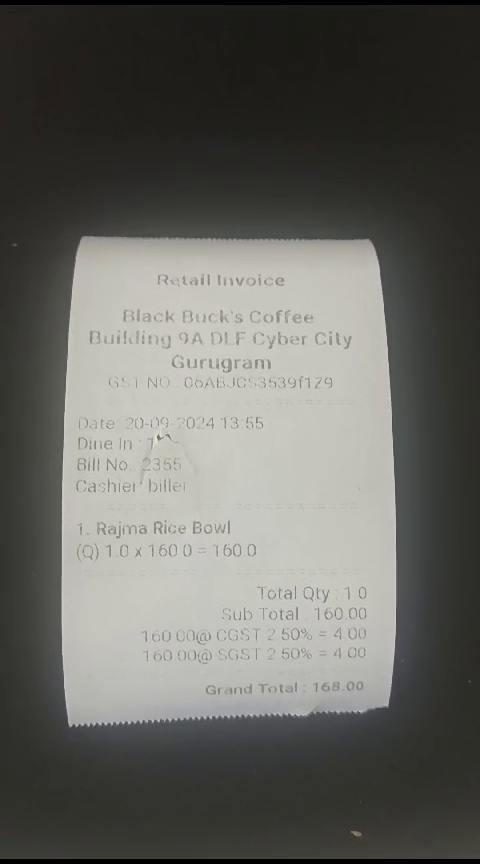 Retail Invoice
Black Buck's Coffee
Building 9A DLF Cyber City
Gurugram
GST NO : 06ABJCS3539f1Z9
Date: 20-09-2024 13:55
Dine In : 1
Bill No.: 2355
Cashier: biller
1. Rajma Rice Bowl
(Q) 1.0 x 160.0 = 160.0
Total Qty : 1.0
Sub Total : 160.00
160.00@ CGST 2.50% = 4.00
160.00@ SGST 2.50% = 4.00
Grand Total : 168.00